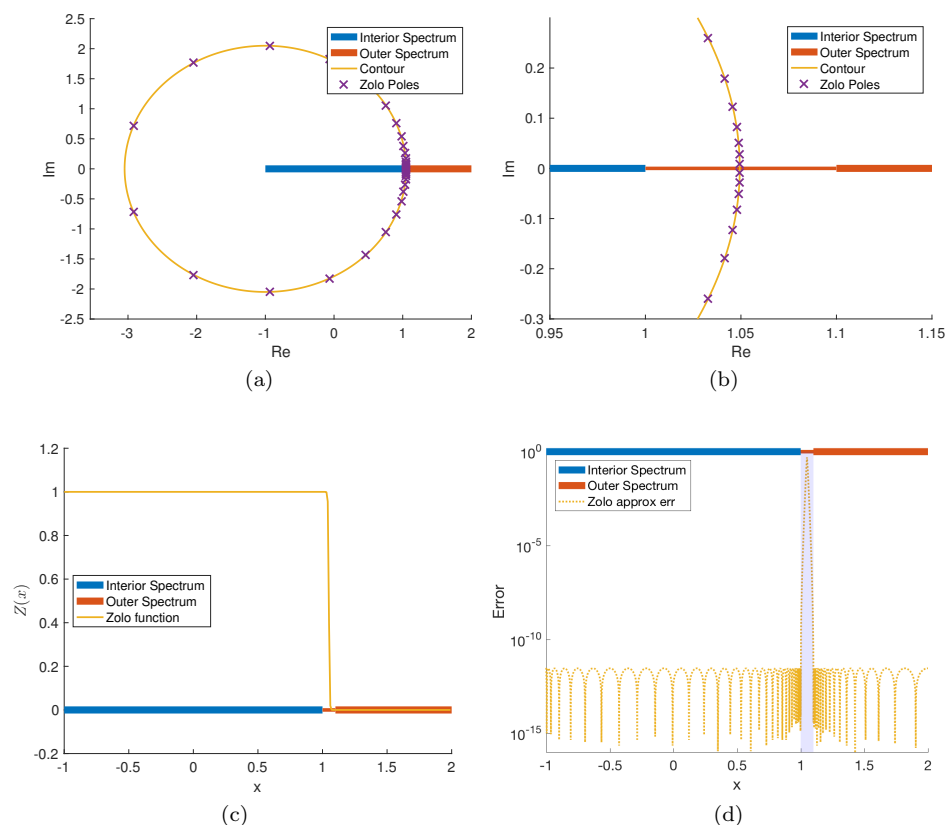 2.5
2
1.5
1
0.5
0
-0.5
-1
-1.5
-2
-2.5
Im
-3
-2
-1
0
1
2
Re
Interior Spectrum
Outer Spectrum
Contour
Zolo Poles
(a)
0.2
0.1
0
-0.1
-0.2
-0.3
Im
0.95
1
1.05
1.1
1.15
Re
Interior Spectrum
Outer Spectrum
Contour
Zolo Poles
(b)
1.2
1
0.8
0.6
0.4
0.2
0
-0.2
Z(x)
-1
-0.5
0
0.5
1
1.5
2
x
Interior Spectrum
Outer Spectrum
Zolo function
(c)
10^0
10^-5
10^-10
10^-15
Error
-1
-0.5
0
0.5
1
1.5
2
x
Interior Spectrum
Outer Spectrum
Zolo approx err
(d)